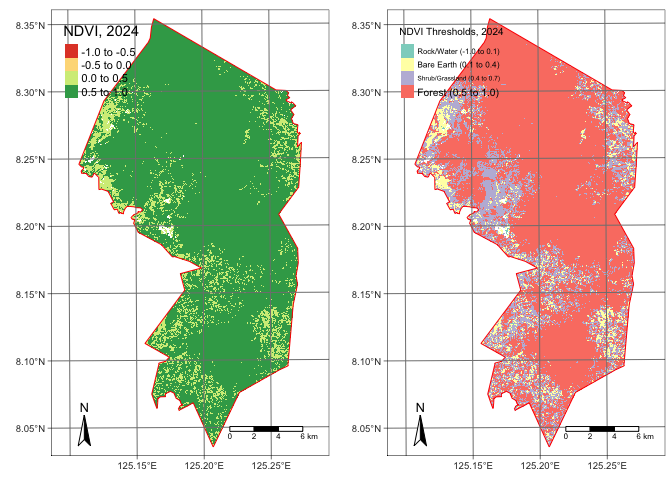 NDVI, 2024
-1.0 to -0.5
-0.5 to 0.0
0.0 to 0.5
0.5 to 1.0
8.35°N
8.30°N
8.25°N
8.20°N
8.15°N
8.10°N
8.05°N
N
0 2 4 6 km
125.15°E 125.20°E 125.25°E
NDVI Thresholds, 2024
Rock/Water (-1.0 to 0.1)
Bare Earth (0.1 to 0.4)
Shrub/Grassland (0.4 to 0.7)
Forest (0.5 to 1.0)
8.35°N
8.30°N
8.25°N
8.20°N
8.15°N
8.10°N
8.05°N
N
0 2 4 6 km
125.15°E 125.20°E 125.25°E